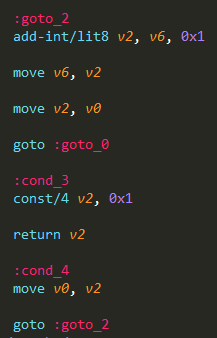 :goto_2
add-int/lit8 v2, v6, 0x1
move v6, v2
move v2, v0
goto :goto_0
:cond_3
const/4 v2, 0x1
return v2
:cond_4
move v0, v2
goto :goto_2